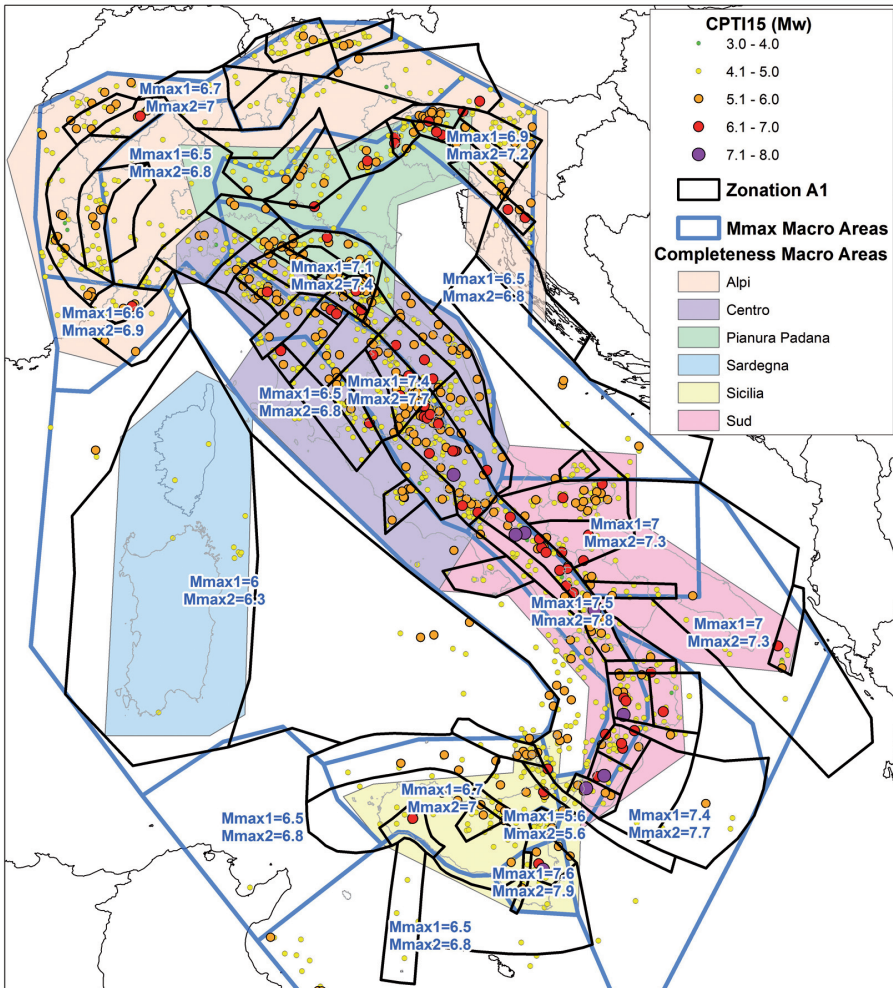 CPTI15 (Mw)
3.0 - 4.0
4.1 - 5.0
5.1 - 6.0
6.1 - 7.0
7.1 - 8.0
Zonation A1
Mmax Macro Areas
Completeness Macro Areas
Alpi
Centro
Pianura Padana
Sardegna
Sicilia
Sud
Mmax1=6.7
Mmax2=7
Mmax1=6.5
Mmax2=6.8
Mmax1=6.9
Mmax2=7.2
Mmax1=7.1
Mmax2=7.4
Mmax1=6.5
Mmax2=6.8
Mmax1=6.6
Mmax2=6.9
Mmax1=6.5
Mmax2=6.8
Mmax1=7.4
Mmax2=7.7
Mmax1=7
Mmax2=7.3
Mmax1=6
Mmax2=6.3
Mmax1=7.5
Mmax2=7.8
Mmax1=7
Mmax2=7.3
Mmax1=6.7
Mmax2=7
Mmax1=6.5
Mmax2=6.8
Mmax1=5.6
Mmax2=5.6
Mmax1=7.4
Mmax2=7.7
Mmax1=7.6
Mmax2=7.9
Mmax1=6.5
Mmax2=6.8